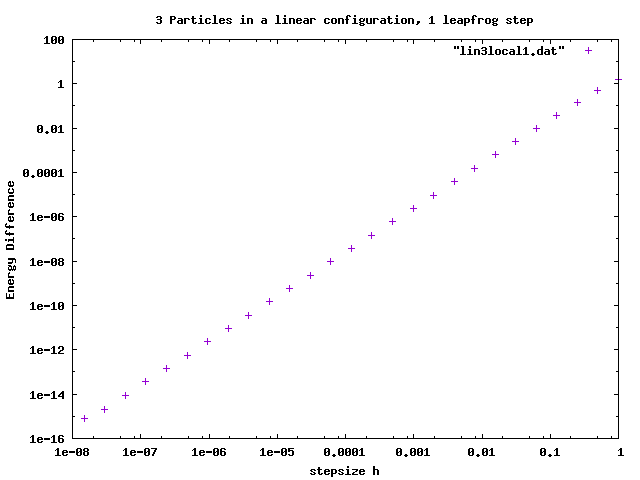 3 Particles in a linear configuration, 1 leapfrog step
100
"lin3local1.dat"
1
0.01
0.0001
1e-06
1e-08
1e-10
1e-12
1e-14
1e-16
Energy Difference
1e-08 1e-07 1e-06 1e-05 0.0001 0.001 0.01 0.1 1
stepsize h